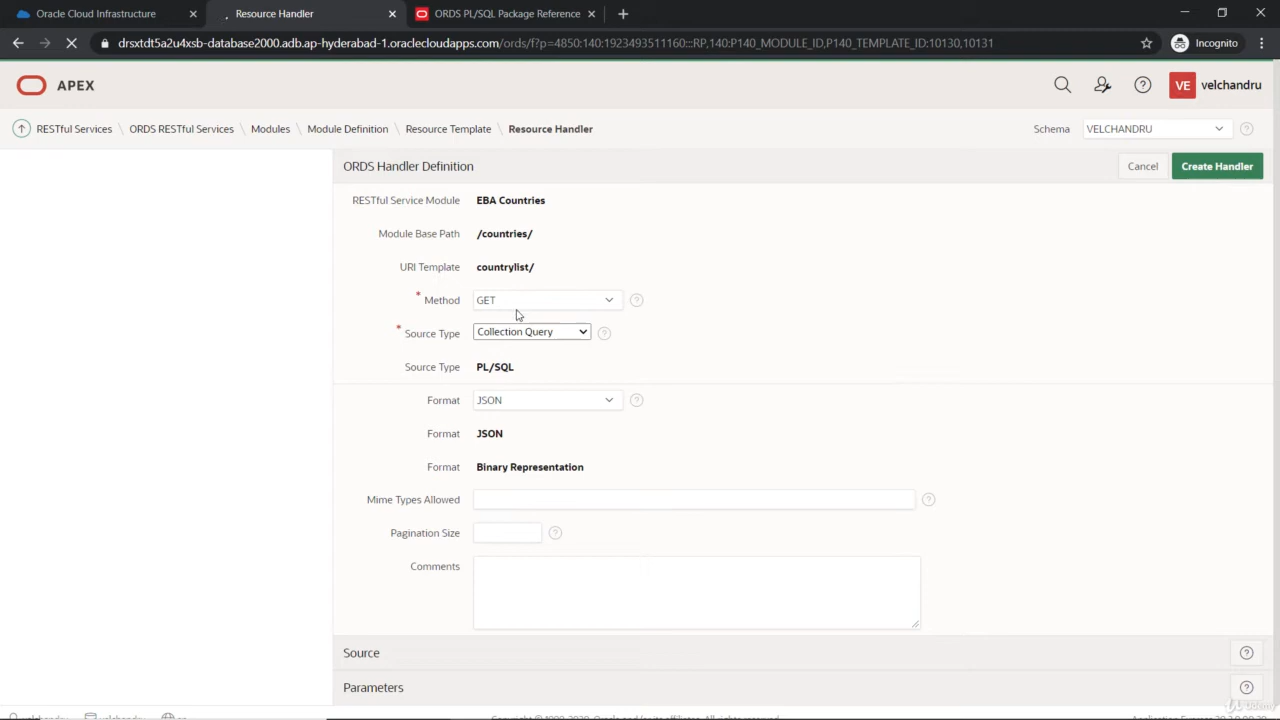 Oracle Cloud Infrastructure
Resource Handler
ORDS PL/SQL Package Reference
drsxtdt5a2u4xsb-database2000.adb.ap-hyderabad-1.oraclecloudapps.com/ords/f?p=4850:140:1923493511160:::RP,140:P140_MODULE_ID,P140_TEMPLATE_ID:10130,10131
Incognito
APEX
VE velchandru
RESTful Services \ ORDS RESTful Services \ Modules \ Module Definition \ Resource Template \ Resource Handler
Schema VELCHANDRU
ORDS Handler Definition
Cancel
Create Handler
RESTful Service Module EBA Countries
Module Base Path /countries/
URI Template countrylist/
* Method GET
* Source Type Collection Query
Source Type PL/SQL
Format JSON
Format JSON
Format Binary Representation
Mime Types Allowed
Pagination Size
Comments
Source
Parameters
Udemy